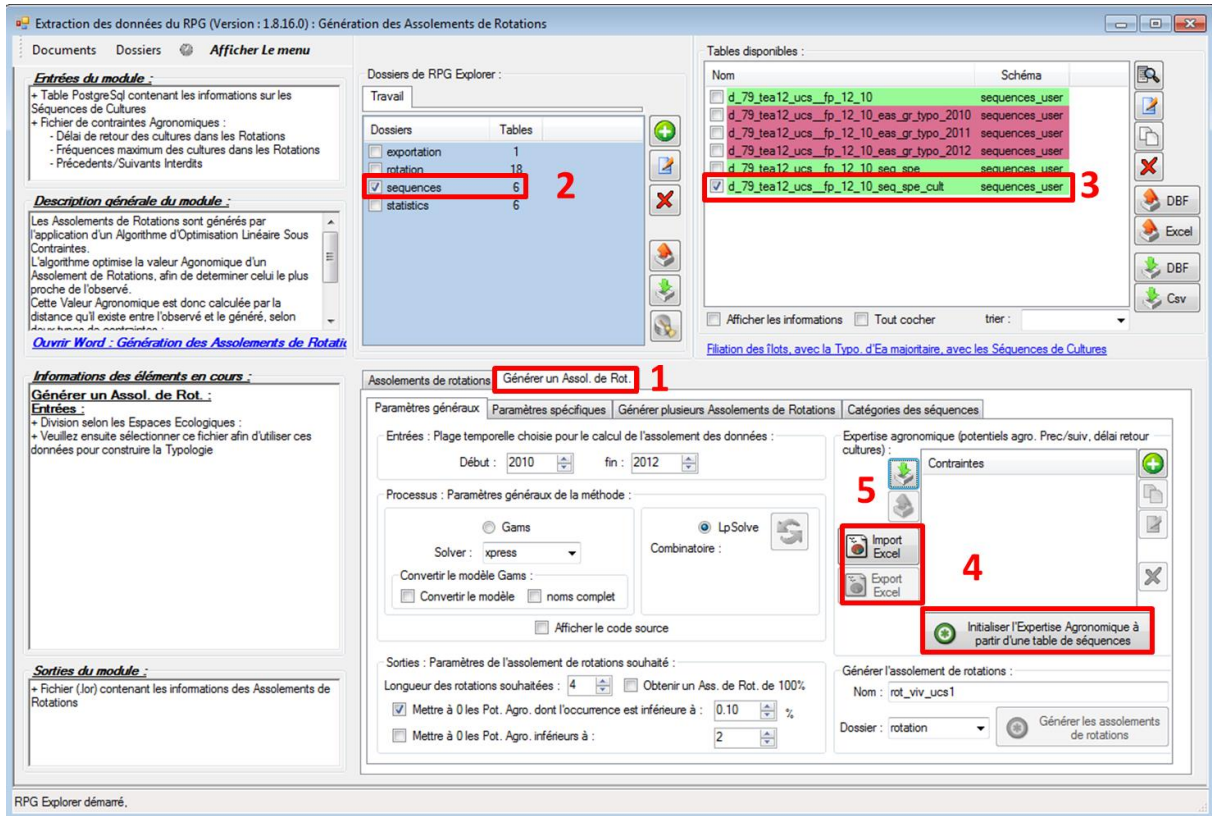 Extraction des données du RPG (Version : 1.8.16.0) : Génération des Assolements de Rotations
Documents Dossiers Afficher Le menu
Entrées du module :
+ Table PostgreSql contenant les informations sur les
Séquences de Cultures
+ Fichier de contraintes Agronomiques :
- Délai de retour des cultures dans les Rotations
- Fréquences maximum des cultures dans les Rotations
- Précedents/Suivants Interdits
Description générale du module :
Les Assolements de Rotations sont générés par
l'application d'un Algorithme d'Optimisation Linéaire Sous
Contraintes.
L'algorithme optimise la valeur Agonomique d'un
Assolement de Rotations, afin de determiner celui le plus
proche de l'observé.
Cette Valeur Agronomique est donc calculée par la
distance qu'il existe entre l'observé et le généré, selon
deux types de contraintes :
Ouvrir Word : Génération des Assolements de Rotatic
Dossiers de RPG Explorer :
Travail
Dossiers Tables
exportation 1
rotation 18
sequences 6
statistics 6
2
Tables disponibles :
Nom Schéma
d_79_tea12_ucs__fp_12_10 sequences_user
d_79_tea12_ucs__fp_12_10_eas_gr_typo_2010 sequences_user
d_79_tea12_ucs__fp_12_10_eas_gr_typo_2011 sequences_user
d_79_tea12_ucs__fp_12_10_eas_gr_typo_2012 sequences_user
d_79_tea12_ucs__fp_12_10_seq_spe sequences_user
d_79_tea12_ucs__fp_12_10_seq_spe_cult sequences_user
3
DBF
Excel
DBF
Csv
Afficher les informations Tout cocher trier :
Filiation des îlots, avec la Typo. d'Ea majoritaire, avec les Séquences de Cultures
Informations des éléments en cours :
Générer un Assol. de Rot. :
Entrées :
+ Division selon les Espaces Ecologiques :
+ Veuillez ensuite sélectionner ce fichier afin d'utiliser ces
données pour construire la Typologie
Sorties du module :
+ Fichier (.lor) contenant les informations des Assolements de
Rotations
Assolements de rotations Générer un Assol. de Rot.
1
Paramètres généraux Paramètres spécifiques Générer plusieurs Assolements de Rotations Catégories des séquences
Entrées : Plage temporelle choisie pour le calcul de l'assolement des données :
Début : 2010 fin : 2012
Processus : Paramètres généraux de la méthode :
Gams
Solver : xpress
Convertir le modèle Gams :
Convertir le modèle noms complet
LpSolve
Combinatoire :
Afficher le code source
Sorties : Paramètres de l'assolement de rotations souhaité :
Longueur des rotations souhaitées : 4 Obtenir un Ass. de Rot. de 100%
Mettre à 0 les Pot. Agro. dont l'occurrence est inférieure à : 0.10 %
Mettre à 0 les Pot. Agro. inférieurs à : 2
Expertise agronomique (potentiels agro. Prec/suiv, délai retour
cultures) :
Contraintes
5
Import
Excel
Export
Excel
4
Initialiser l'Expertise Agronomique à
partir d'une table de séquences
Générer l'assolement de rotations :
Nom : rot_viv_ucs1
Dossier : rotation
Générer les assolements
de rotations
RPG Explorer démarré,